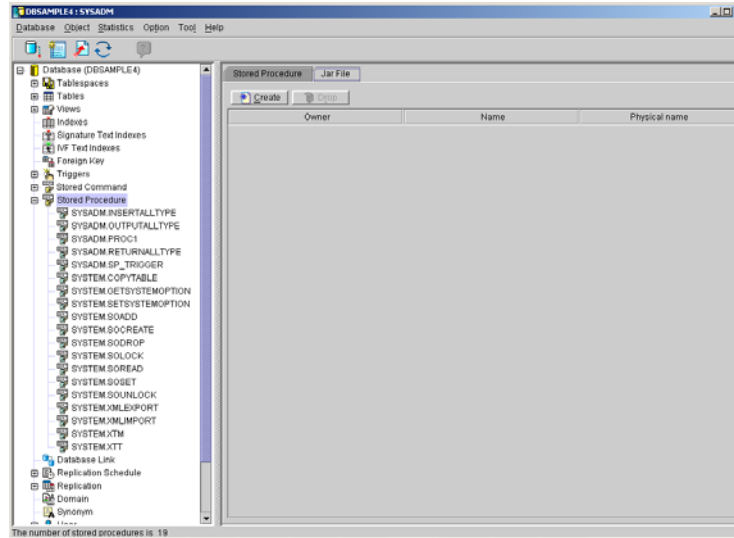 DBSAMPLE4 : SYSADM
Database Object Statistics Option Tool Help
Database (DBSAMPLE4)
Tablespaces
Tables
Views
Indexes
Signature Text Indexes
IVF Text Indexes
Foreign Key
Triggers
Stored Command
Stored Procedure
SYSADM.INSERTALLTYPE
SYSADM.OUTPUTALLTYPE
SYSADM.PROC1
SYSADM.RETURNALLTYPE
SYSADM.SP_TRIGGER
SYSTEM.COPYTABLE
SYSTEM.GETSYSTEMOPTION
SYSTEM.SETSYSTEMOPTION
SYSTEM.SOADD
SYSTEM.SOCREATE
SYSTEM.SODROP
SYSTEM.SOLOCK
SYSTEM.SOREAD
SYSTEM.SOSET
SYSTEM.SOUNLOCK
SYSTEM.XMLEXPORT
SYSTEM.XMLIMPORT
SYSTEM.XTM
SYSTEM.XTT
Database Link
Replication Schedule
Replication
Domain
Synonym
User
Stored Procedure Jar File
Create Drop
Owner Name Physical name
The number of stored procedures is 19